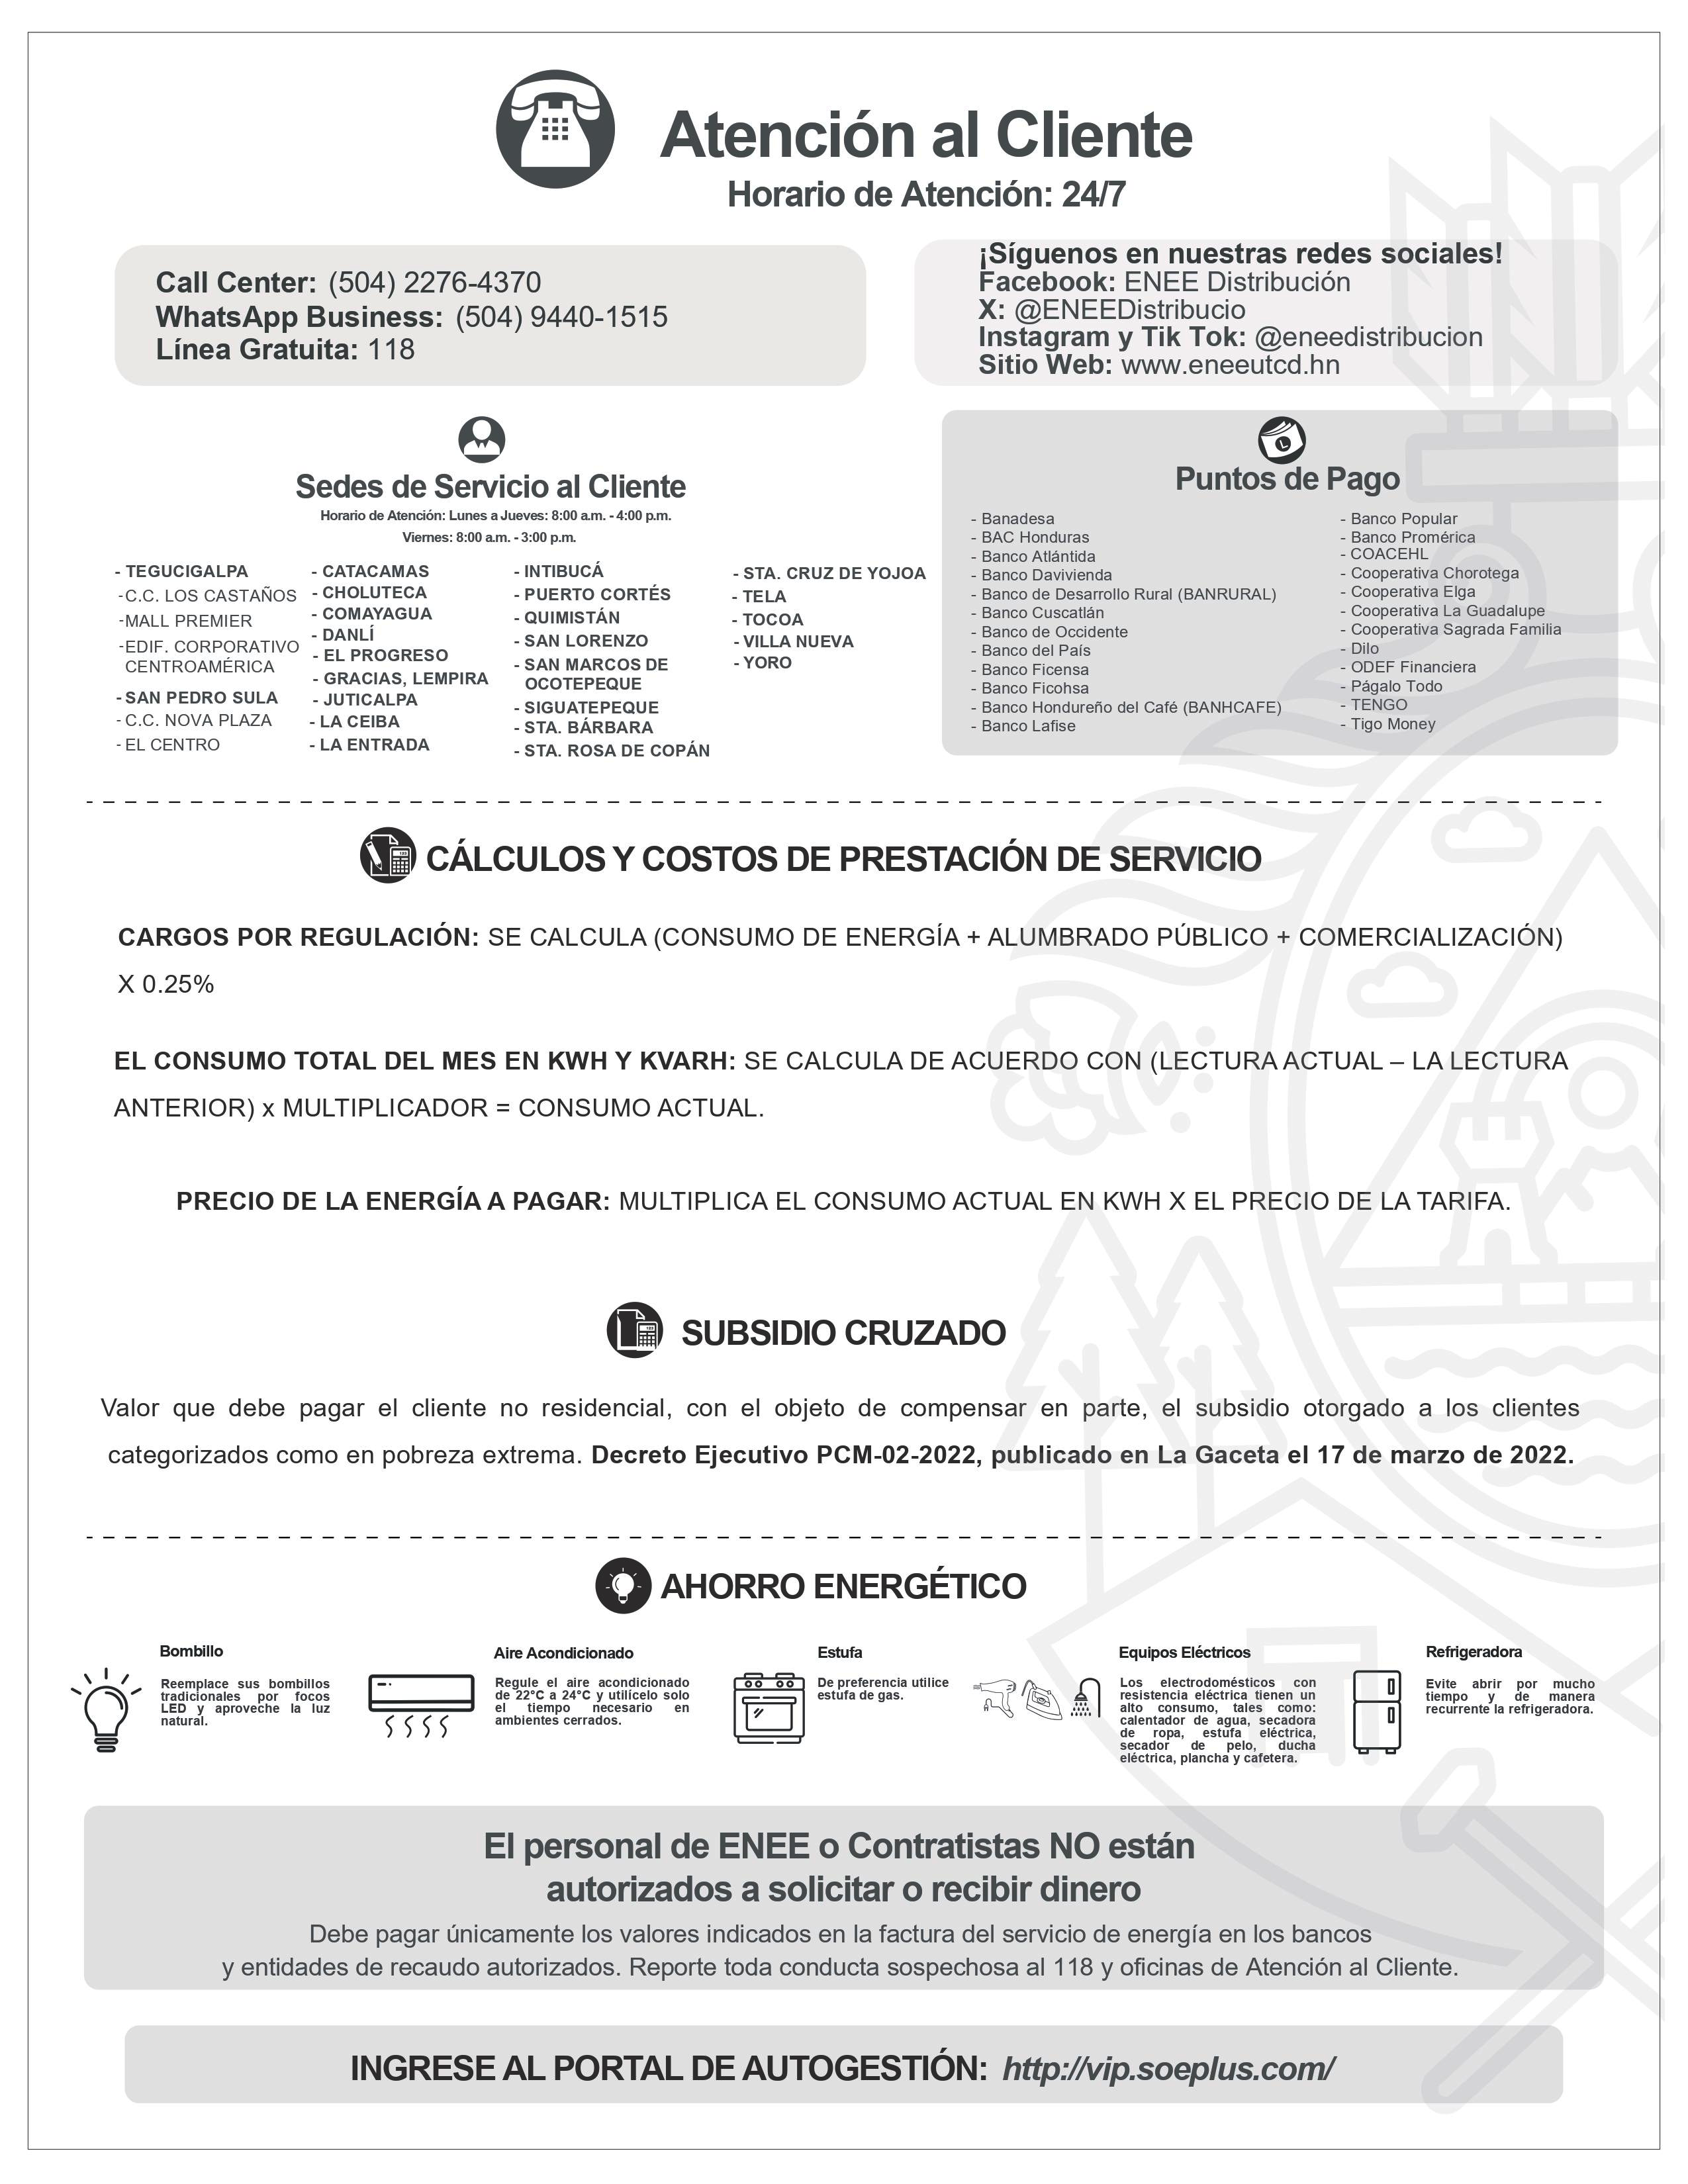 Atención al Cliente
Horario de Atención: 24/7
Call Center: (504) 2276-4370
WhatsApp Business: (504) 9440-1515
Línea Gratuita: 118
¡Síguenos en nuestras redes sociales!
Facebook: ENEE Distribución
X: @ENEEDistribucio
Instagram y Tik Tok: @eneedistribucion
Sitio Web: www.eneeutcd.hn
Sedes de Servicio al Cliente
Horario de Atención: Lunes a Jueves: 8:00 a.m. - 4:00 p.m.
Viernes: 8:00 a.m. - 3:00 p.m.
- TEGUCIGALPA
- C.C. LOS CASTAÑOS
- MALL PREMIER
- EDIF. CORPORATIVO
CENTROAMÉRICA
- SAN PEDRO SULA
- C.C. NOVA PLAZA
- EL CENTRO
- CATACAMAS
- CHOLUTECA
- COMAYAGUA
- DANLÍ
- EL PROGRESO
- GRACIAS, LEMPIRA
- JUTICALPA
- LA CEIBA
- LA ENTRADA
- INTIBUCÁ
- PUERTO CORTÉS
- QUIMISTÁN
- SAN LORENZO
- SAN MARCOS DE
OCOTEPEQUE
- SIGUATEPEQUE
- STA. BÁRBARA
- STA. ROSA DE COPÁN
- STA. CRUZ DE YOJOA
- TELA
- TOCOA
- VILLA NUEVA
- YORO
Puntos de Pago
- Banadesa
- BAC Honduras
- Banco Atlántida
- Banco Davivienda
- Banco de Desarrollo Rural (BANRURAL)
- Banco Cuscatlán
- Banco de Occidente
- Banco del País
- Banco Ficensa
- Banco Ficohsa
- Banco Hondureño del Café (BANHCAFE)
- Banco Lafise
- Banco Popular
- Banco Promérica
- COACEHL
- Cooperativa Chorotega
- Cooperativa Elga
- Cooperativa La Guadalupe
- Cooperativa Sagrada Familia
- Dilo
- ODEF Financiera
- Págalo Todo
- TENGO
- Tigo Money
CÁLCULOS Y COSTOS DE PRESTACIÓN DE SERVICIO
CARGOS POR REGULACIÓN: SE CALCULA (CONSUMO DE ENERGÍA + ALUMBRADO PÚBLICO + COMERCIALIZACIÓN)
X 0.25%
EL CONSUMO TOTAL DEL MES EN KWH Y KVARH: SE CALCULA DE ACUERDO CON (LECTURA ACTUAL – LA LECTURA
ANTERIOR) x MULTIPLICADOR = CONSUMO ACTUAL.
PRECIO DE LA ENERGÍA A PAGAR: MULTIPLICA EL CONSUMO ACTUAL EN KWH X EL PRECIO DE LA TARIFA.
SUBSIDIO CRUZADO
Valor que debe pagar el cliente no residencial, con el objeto de compensar en parte, el subsidio otorgado a los clientes
categorizados como en pobreza extrema. Decreto Ejecutivo PCM-02-2022, publicado en La Gaceta el 17 de marzo de 2022.
AHORRO ENERGÉTICO
Bombillo
Reemplace sus bombillos
tradicionales por focos
LED y aproveche la luz
natural.
Aire Acondicionado
Regule el aire acondicionado
de 22°C a 24°C y utilícelo solo
el tiempo necesario en
ambientes cerrados.
Estufa
De preferencia utilice
estufa de gas.
Equipos Eléctricos
Los electrodomésticos con
resistencia eléctrica tienen un
alto consumo, tales como:
calentador de agua, secadora
de ropa, estufa eléctrica,
secador de pelo, ducha
eléctrica, plancha y cafetera.
Refrigeradora
Evite abrir por mucho
tiempo y de manera
recurrente la refrigeradora.
El personal de ENEE o Contratistas NO están
autorizados a solicitar o recibir dinero
Debe pagar únicamente los valores indicados en la factura del servicio de energía en los bancos
y entidades de recaudo autorizados. Reporte toda conducta sospechosa al 118 y oficinas de Atención al Cliente.
INGRESE AL PORTAL DE AUTOGESTIÓN: http://vip.soeplus.com/